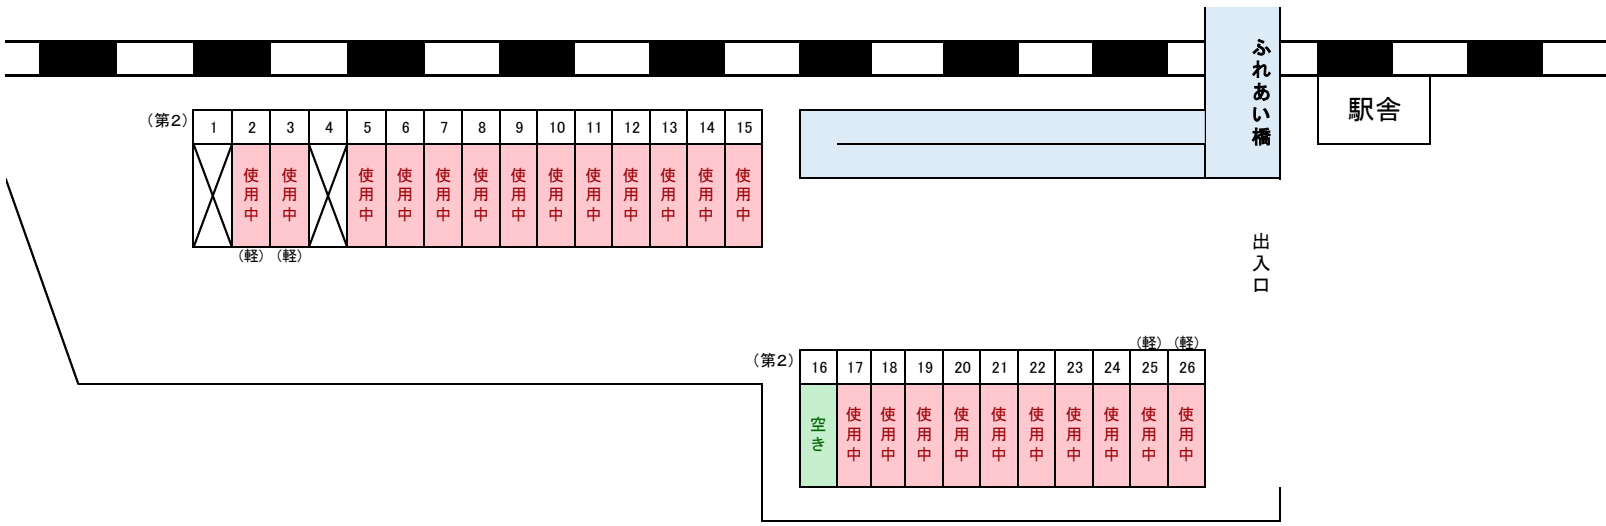 ふれあい橋
駅舎
（第2） 1 2 3 4 5 6 7 8 9 10 11 12 13 14 15
使用中 使用中 使用中 使用中 使用中 使用中 使用中 使用中 使用中 使用中 使用中 使用中 使用中
（軽） （軽）
出入口
（軽） （軽）
（第2） 16 17 18 19 20 21 22 23 24 25 26
空き 使用中 使用中 使用中 使用中 使用中 使用中 使用中 使用中 使用中 使用中